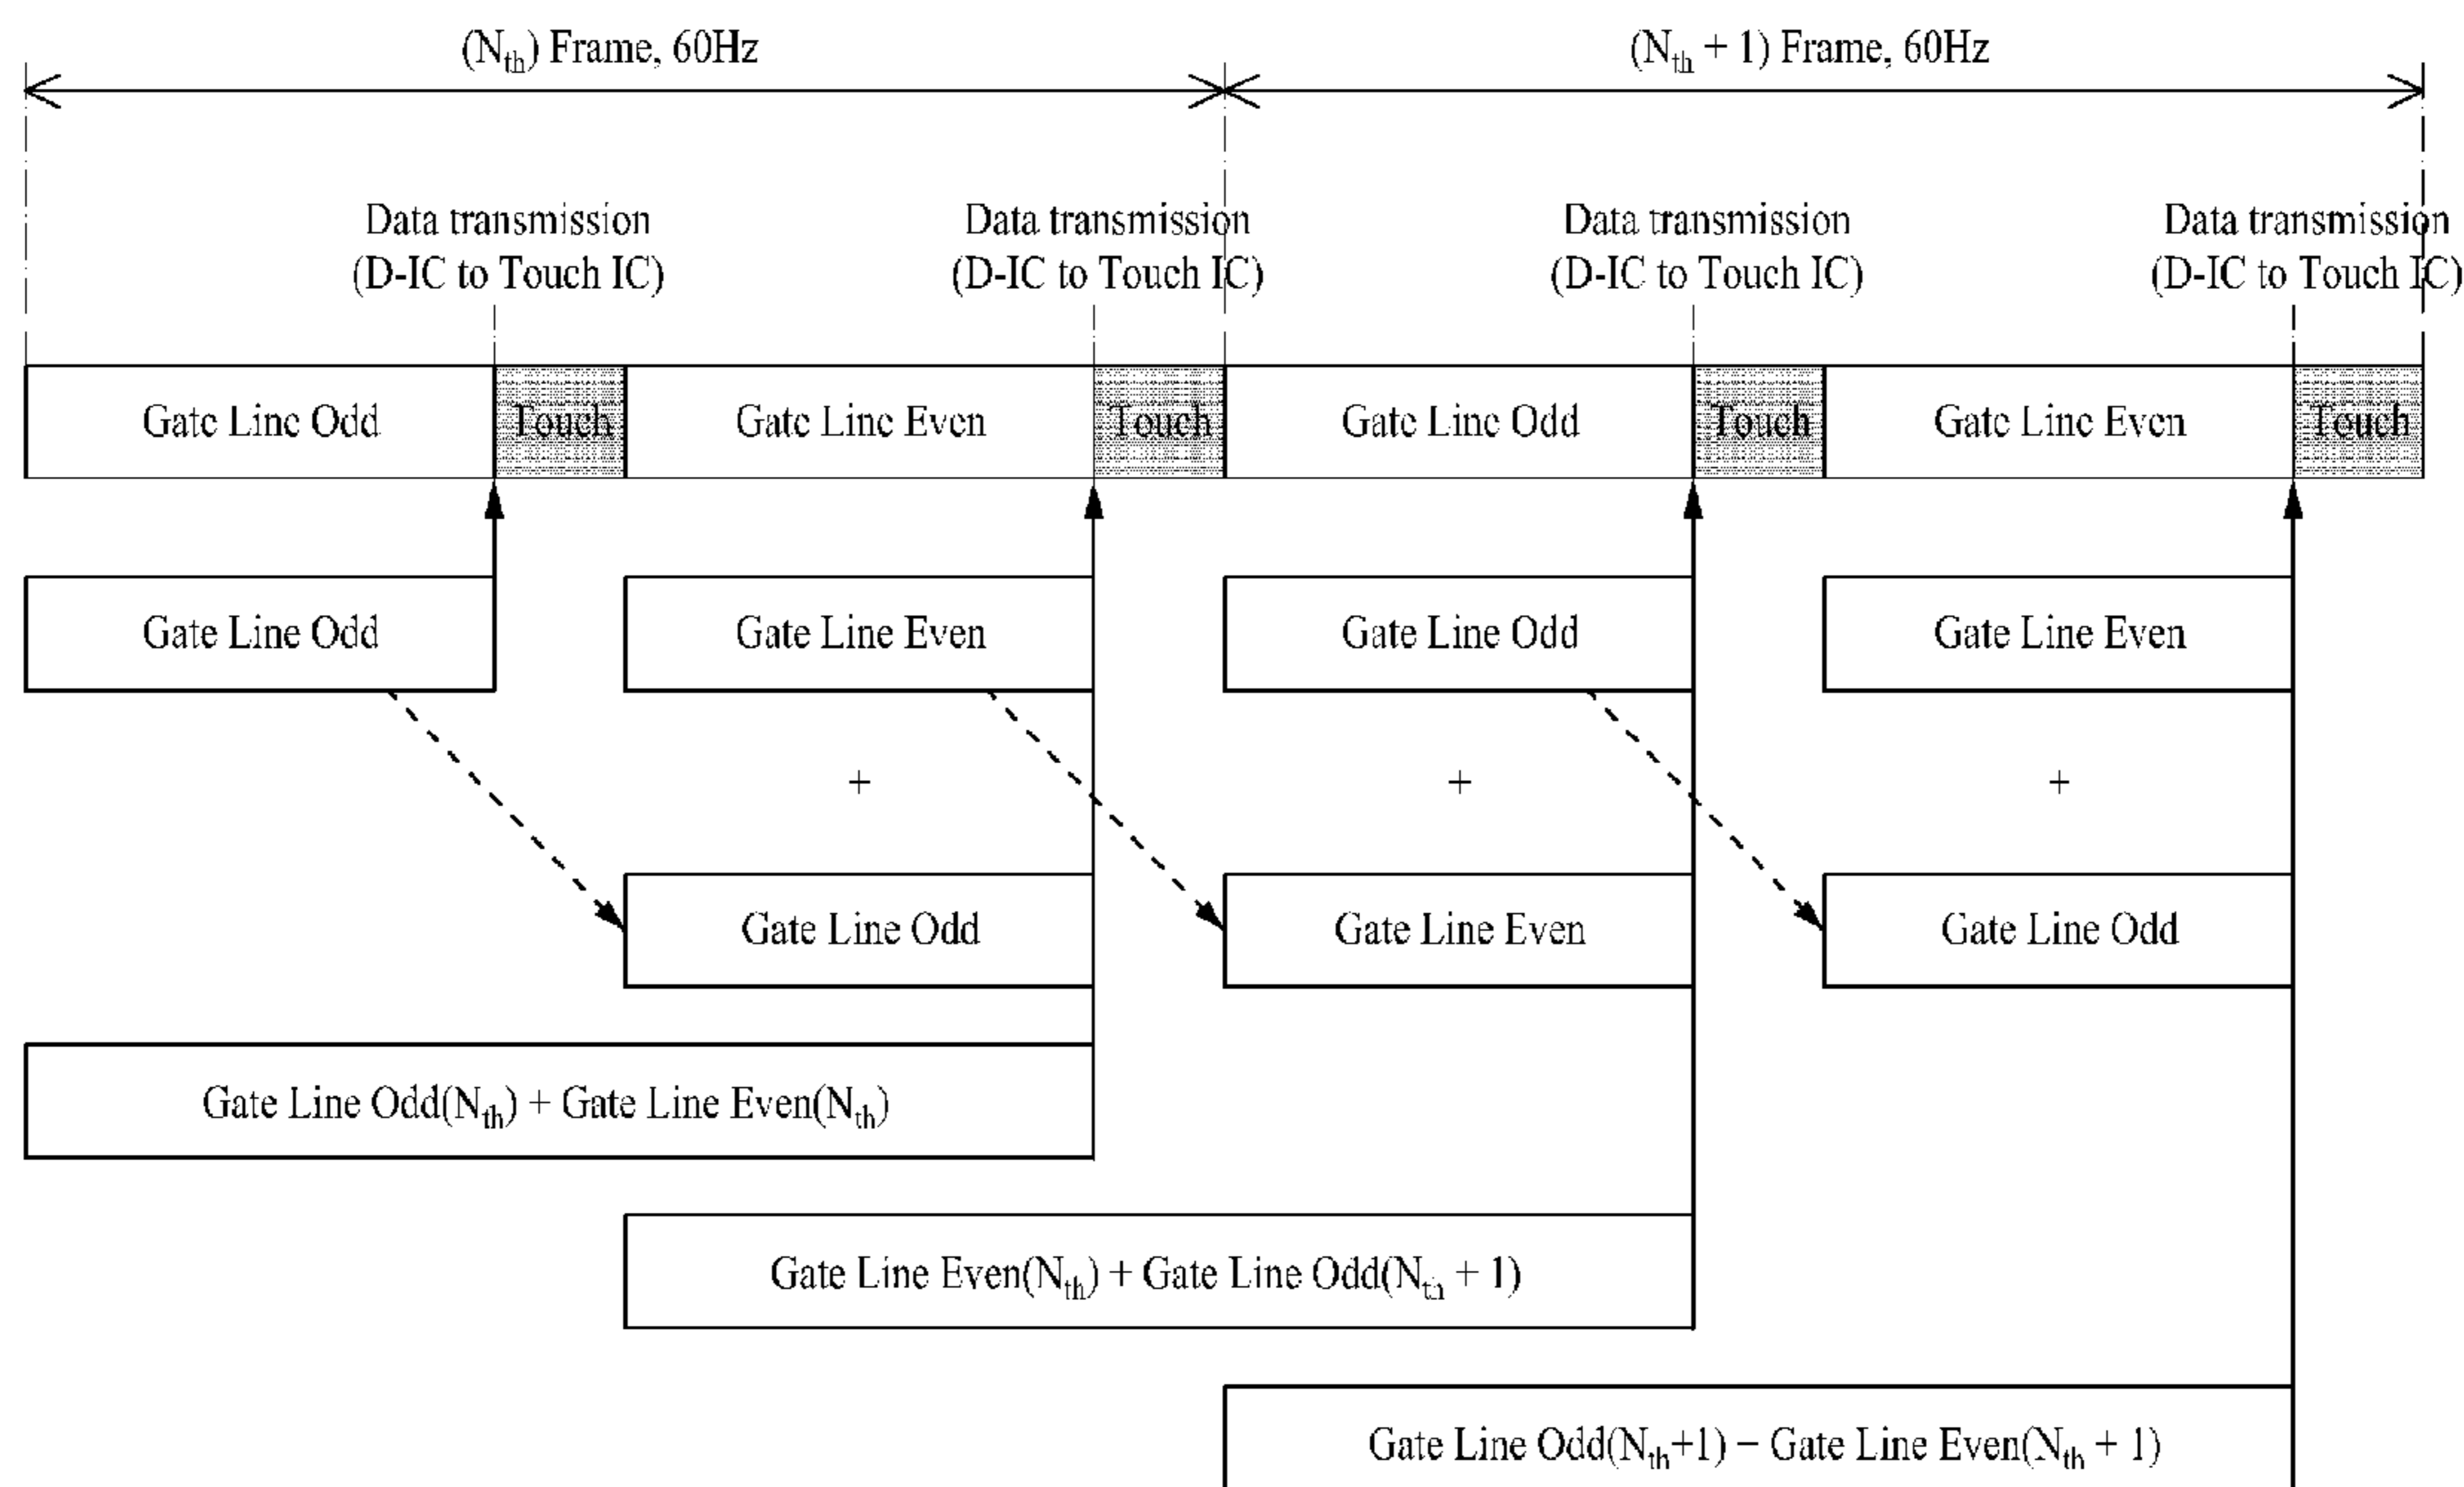 (Nth) Frame, 60Hz
(Nth + 1) Frame, 60Hz
Data transmission
(D-IC to Touch IC)
Data transmission
(D-IC to Touch IC)
Data transmission
(D-IC to Touch IC)
Data transmission
(D-IC to Touch IC)
Gate Line Odd
Touch
Gate Line Even
Touch
Gate Line Odd
Touch
Gate Line Even
Touch
Gate Line Odd
Gate Line Even
Gate Line Odd
Gate Line Even
+
+
+
Gate Line Odd
Gate Line Even
Gate Line Odd
Gate Line Odd(Nth) + Gate Line Even(Nth)
Gate Line Even(Nth) + Gate Line Odd(Nth + 1)
Gate Line Odd(Nth+1) − Gate Line Even(Nth + 1)